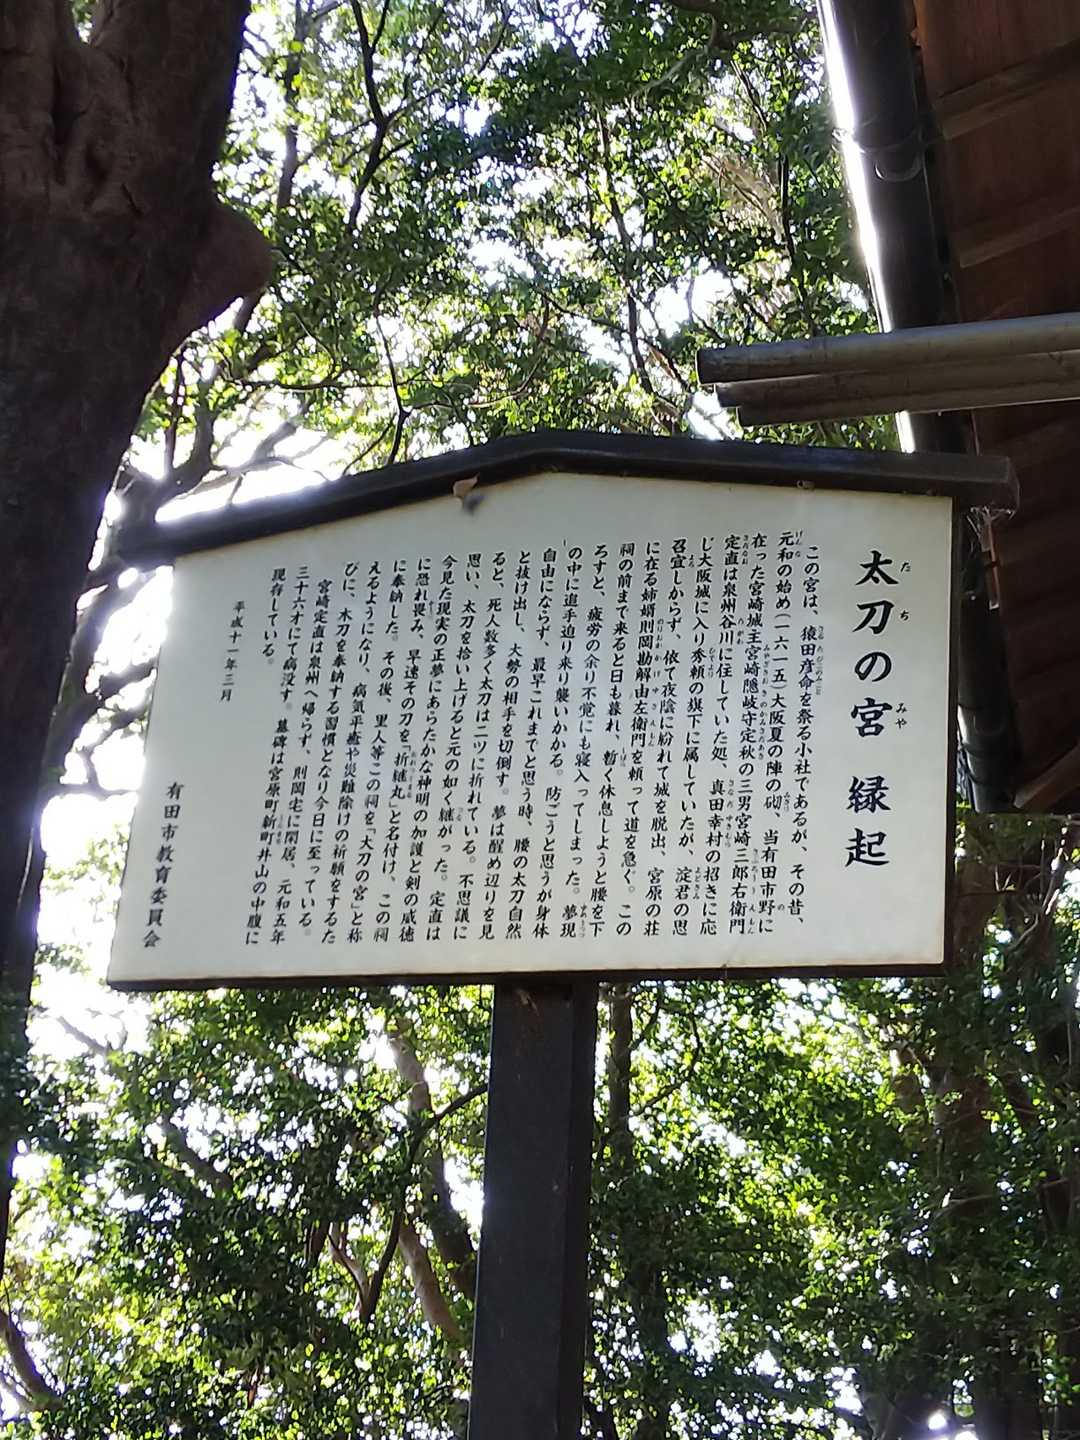 太刀の宮 縁起
この宮は、猿田彦命を祭る小社であるが、その昔、
元和の始め(一六一五)大阪夏の陣の砌、当有田市野に
在った宮崎城主宮崎隠岐守定秋の三男宮崎三郎右衛門
定直は泉州谷川に住していた処、真田幸村の招きに応
じ大阪城に入り秀頼の旗下に属していたが、淀君の思
召宜しからず、依て夜陰に紛れて城を脱出、宮原の荘
に在る姉婿則岡勘解由左衛門を頼って道を急ぐ。この
祠の前まで来ると日も暮れ、暫く休息しようと腰を下
ろすと、疲労の余り不覚にも寝入ってしまった。夢現
の中に追手迫り来り襲いかかる。防ごうと思うが身体
自由にならず、最早これまでと思う時、腰の太刀自然
と抜け出し、大勢の相手を切倒す。夢は醒め辺りを見
ると、死人数多く太刀は二ツに折れている。不思議に
思い、太刀を拾い上げると元の如く継がった。定直は
今見た現実の正夢にあらたかな神明の加護と剣の威徳
に恐れ畏み、早速その刀を「折継丸」と名付け、この祠
に奉納した。その後、里人等この祠を「太刀の宮」と称
えるようになり、病気平癒や災難除けの祈願をするた
びに、木刀を奉納する習慣となり今日に至っている。
宮崎定直は泉州へ帰らず、則岡宅に閑居、元和五年
三十六才にて病没す。墓碑は宮原町新町井山の中腹に
現存している。
平成十一年三月
有田市教育委員会